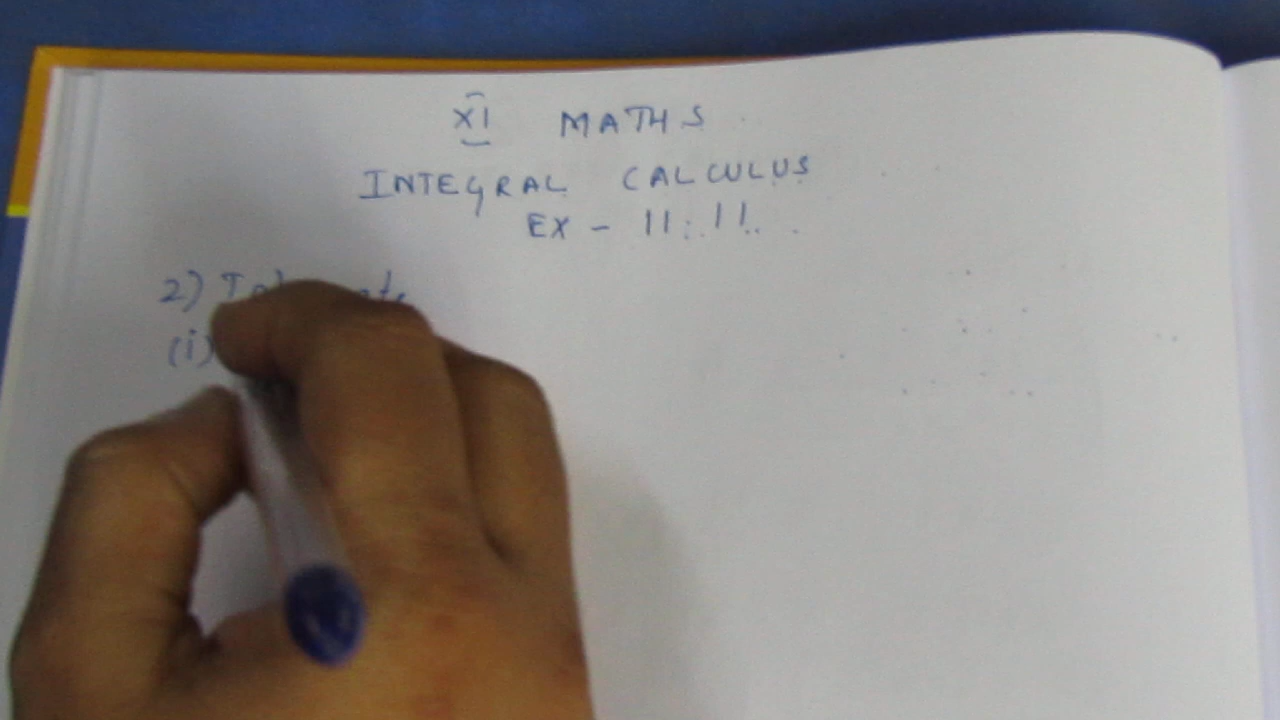 XI MATHS
INTEGRAL CALCULUS
EX - 11.11
2)
(i)